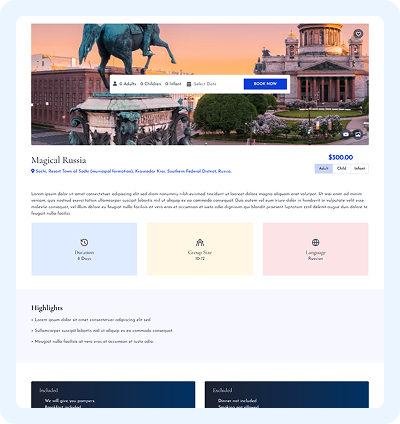 0 Adults 0 Children 0 Infant Select Date BOOK NOW
Magical Russia
$300.00
Sochi, Resort Town of Sochi (municipal formation), Krasnodar Krai, Southern Federal District, Russia
Adult Child Infant
Lorem ipsum dolor sit amet consectetuer adipiscing elit sed diam nonummy nibh euismod tincidunt ut laoreet dolore magna aliquam erat volutpat. Ut wisi enim ad minim
veniam, quis nostrud exerci tation ullamcorper suscipit lobortis nisl ut aliquip ex ea commodo consequat. Duis autem vel eum iriure dolor in hendrerit in vulputate velit esse
molestie consequat, vel illum dolore eu feugiat nulla facilisis at vero eros et accumsan et iusto odio dignissim qui blandit praesent luptatum zzril delenit augue duis dolore te
feugait nulla facilisi.
Duration
Group Size
10-12
Language
Russian
Highlights
Lorem ipsum dolor sit amet consectetuer adipiscing elit sed
Ullamcorper suscipit lobortis nisl ut aliquip ex ea commodo consequat
Feugiat nulla facilisis at vero eros et accumsan et iusto odio
Included
We will give you pampers
Breakfast included
Excluded
Dinner not included
Smoking not allowed